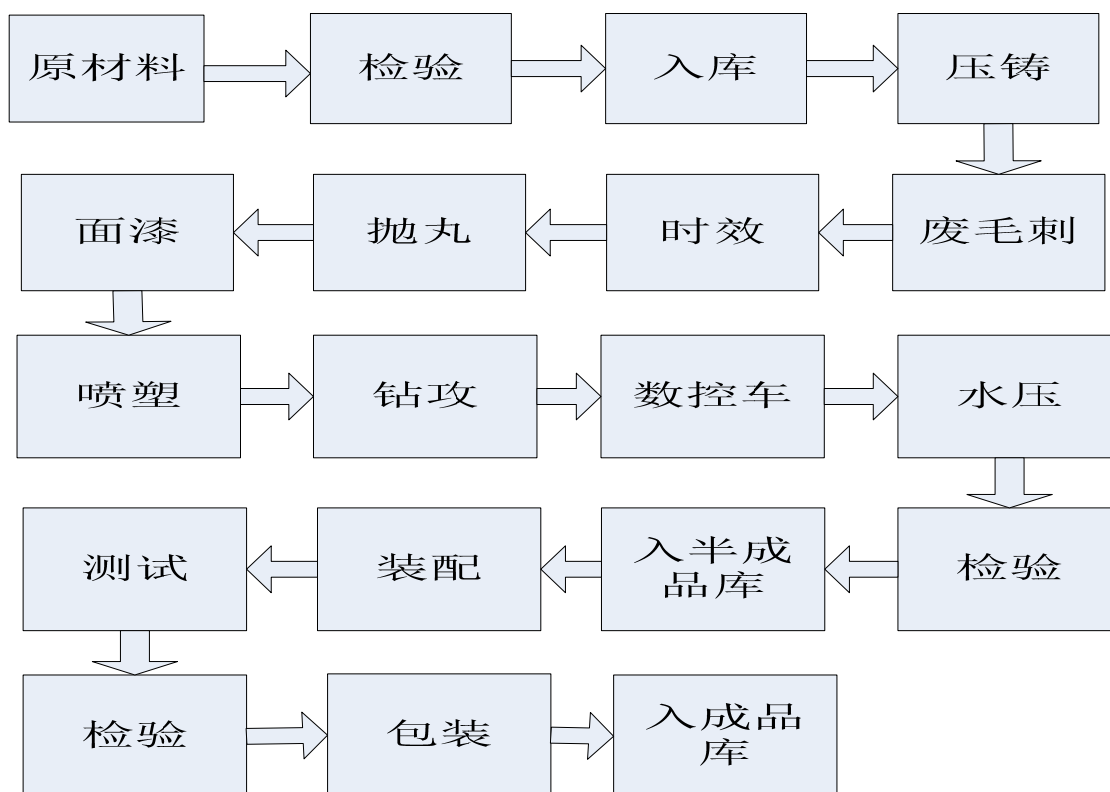 原材料
检验
入库
压铸
废毛刺
时效
抛丸
面漆
喷塑
钻攻
数控车
水压
检验
入半成
品库
装配
测试
检验
包装
入成品
库